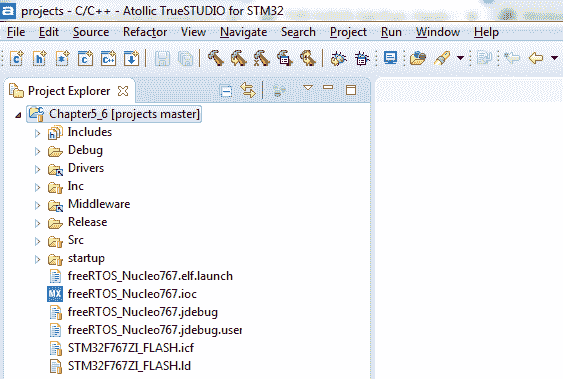 projects - C/C++ - Atollic TrueSTUDIO for STM32
File Edit Source Refactor View Navigate Search Project Run Window Help
Project Explorer
Chapter5_6 [projects master]
Includes
Debug
Drivers
Inc
Middleware
Release
Src
startup
freeRTOS_Nucleo767.elf.launch
MX freeRTOS_Nucleo767.ioc
freeRTOS_Nucleo767.jdebug
freeRTOS_Nucleo767.jdebug.user
STM32F767ZI_FLASH.icf
STM32F767ZI_FLASH.ld